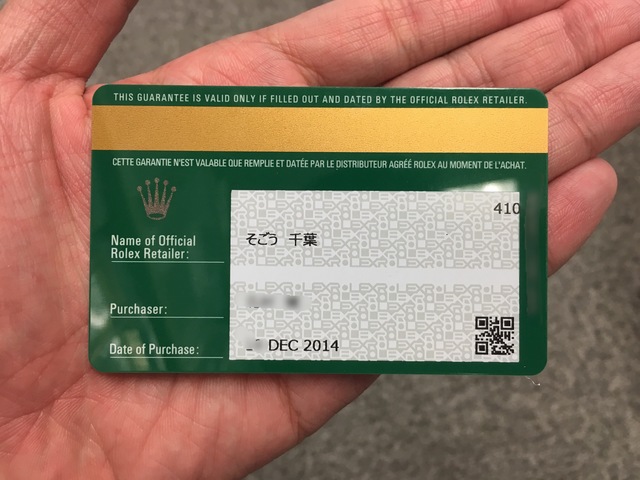 THIS GUARANTEE IS VALID ONLY IF FILLED OUT AND DATED BY THE OFFICIAL ROLEX RETAILER.
CETTE GARANTIE N'EST VALABLE QUE REMPLIE ET DATÉE PAR LE DISTRIBUTEUR AGRÉÉ ROLEX AU MOMENT DE L'ACHAT.
410
Name of Official
Rolex Retailer:
そごう 千葉
Purchaser:
Date of Purchase:
DEC 2014